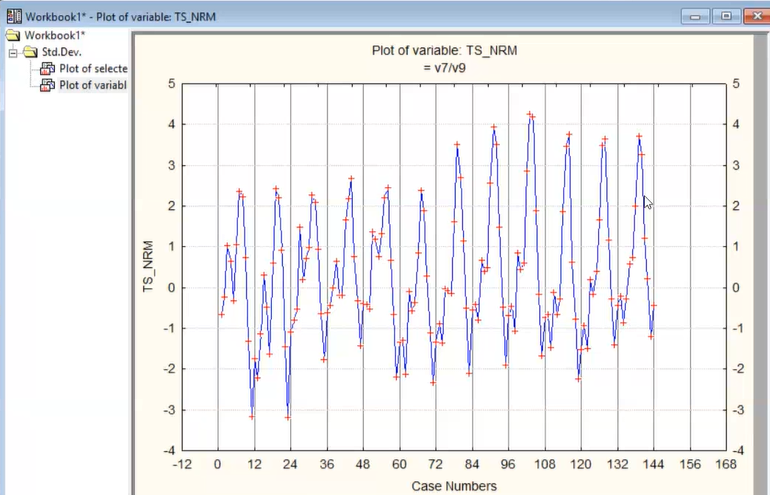 Workbook1* - Plot of variable: TS_NRM
Workbook1*
Std.Dev.
Plot of selecte
Plot of variabl
Plot of variable: TS_NRM
= v7/v9
5 5
4 4
3 3
2 2
1 1
0 0
-1 -1
-2 -2
-3 -3
-4 -4
TS_NRM
-12 0 12 24 36 48 60 72 84 96 108 120 132 144 156 168
Case Numbers